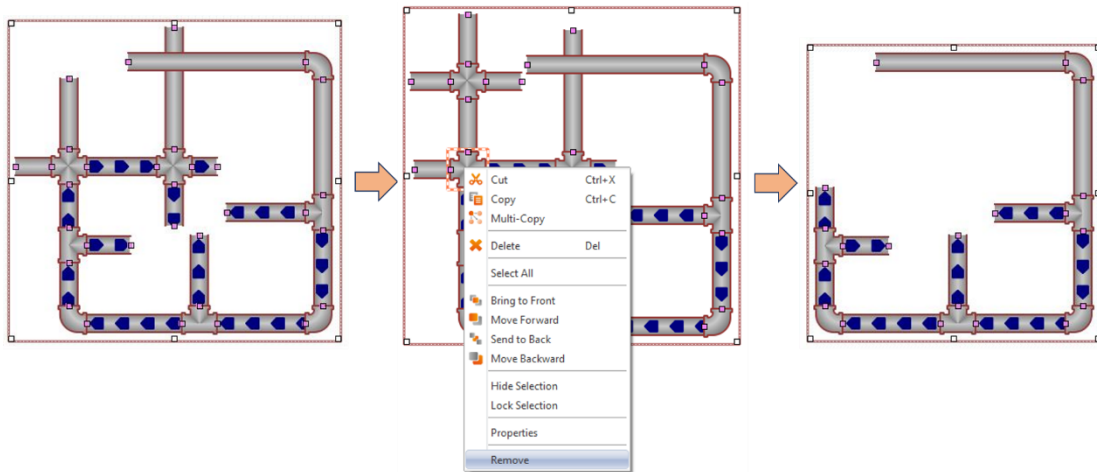 Cut Ctrl+X
Copy Ctrl+C
Multi-Copy
Delete Del
Select All
Bring to Front
Move Forward
Send to Back
Move Backward
Hide Selection
Lock Selection
Properties
Remove